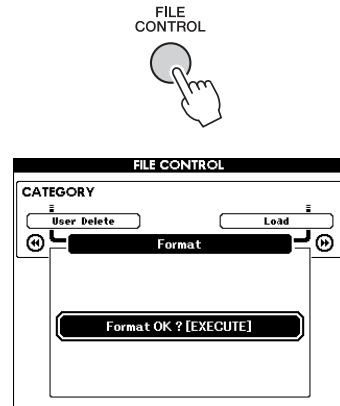 FILE
CONTROL
FILE CONTROL
CATEGORY
User Delete
Load
Format
Format OK ? [EXECUTE]